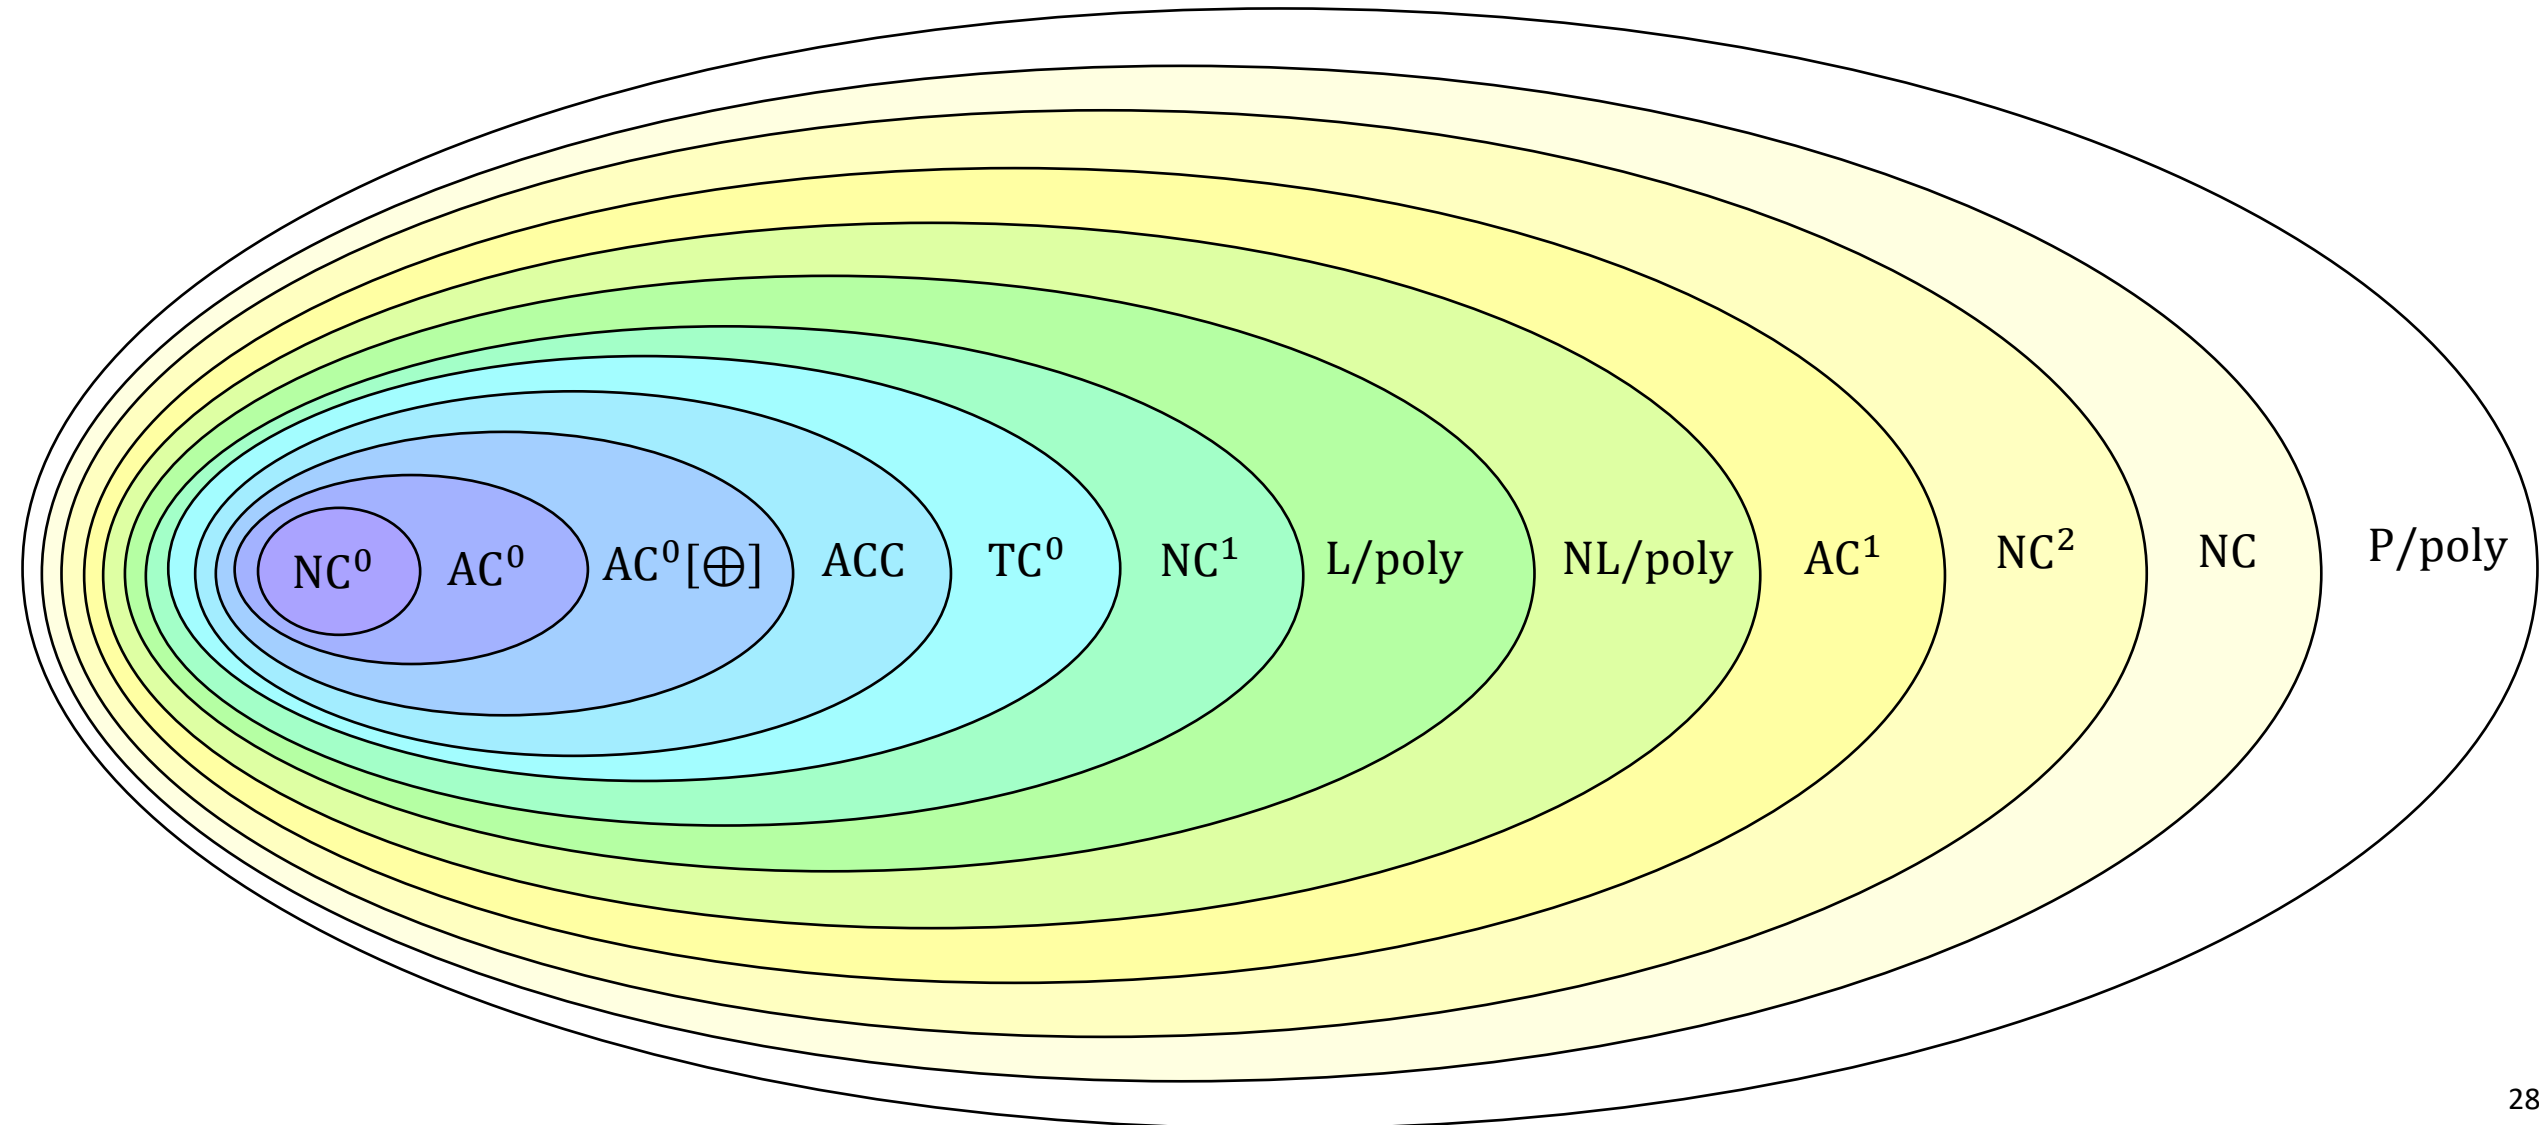 NC⁰
AC⁰
AC⁰[⊕]
ACC
TC⁰
NC¹
L/poly
NL/poly
AC¹
NC²
NC
P/poly
28